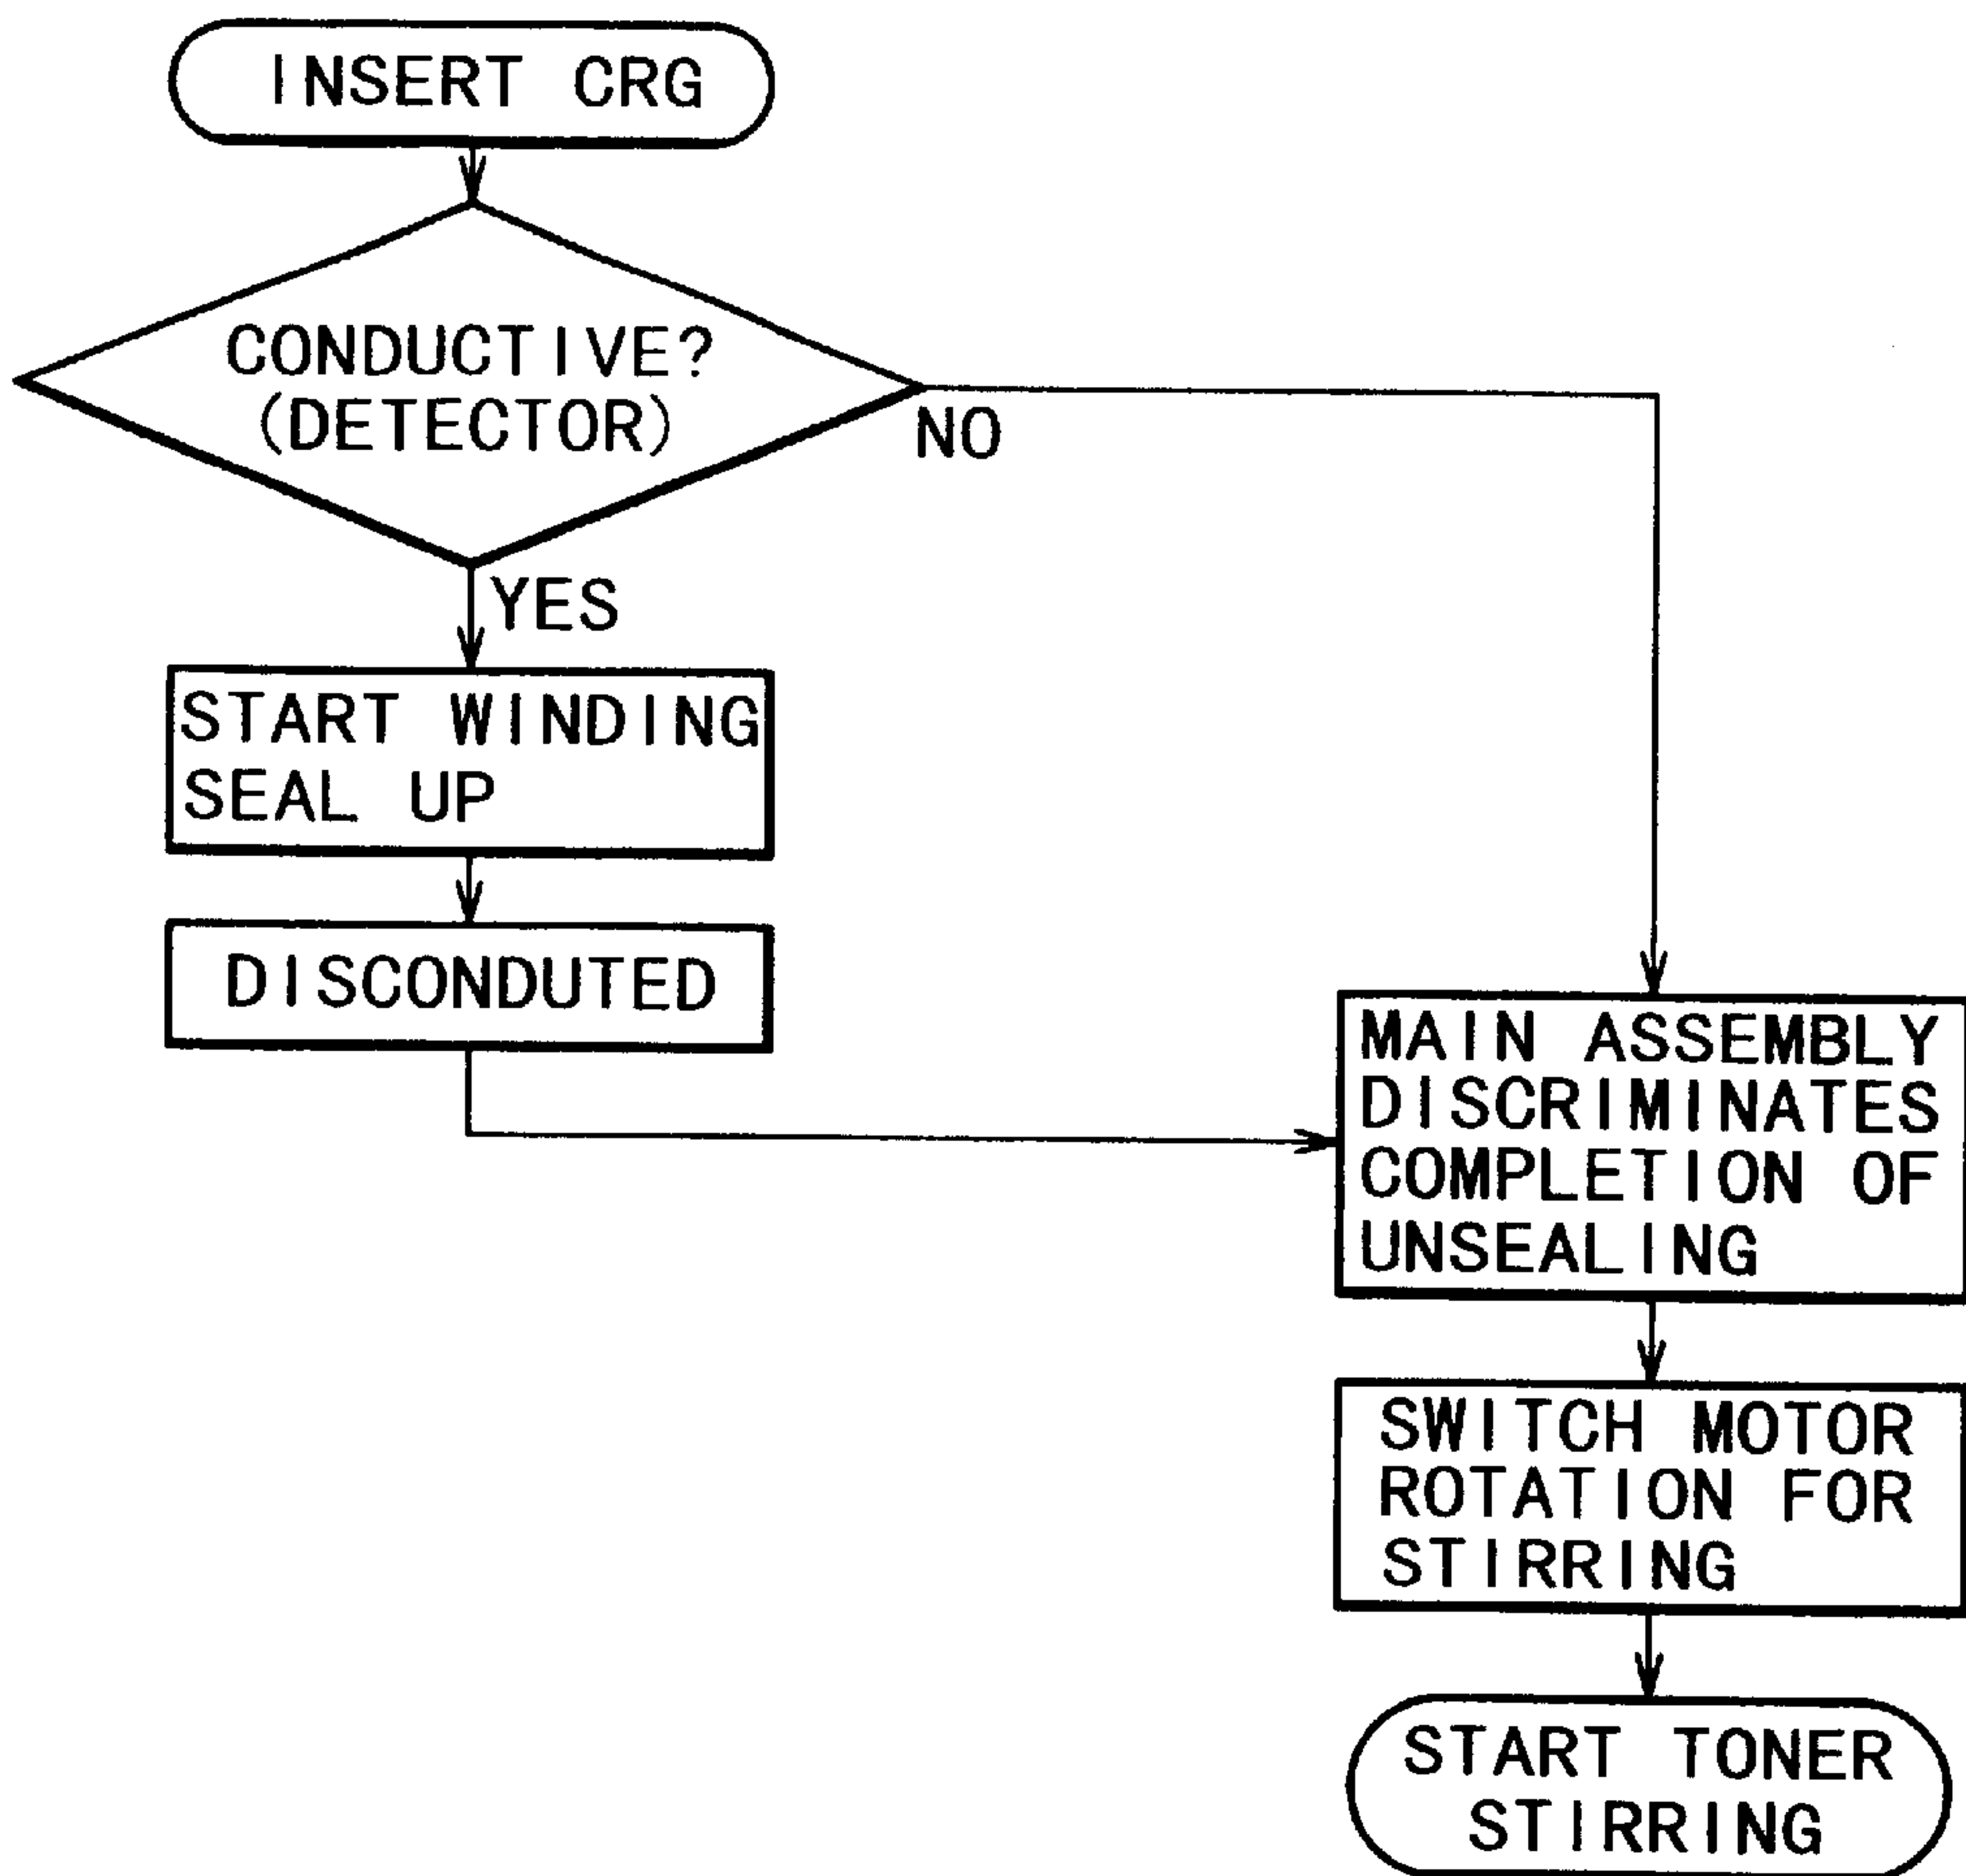 INSERT CRG
CONDUCTIVE?
(DETECTOR)
NO
YES
START WINDING
SEAL UP
DISCONDUTED
MAIN ASSEMBLY
DISCRIMINATES
COMPLETION OF
UNSEALING
SWITCH MOTOR
ROTATION FOR
STIRRING
START TONER
STIRRING